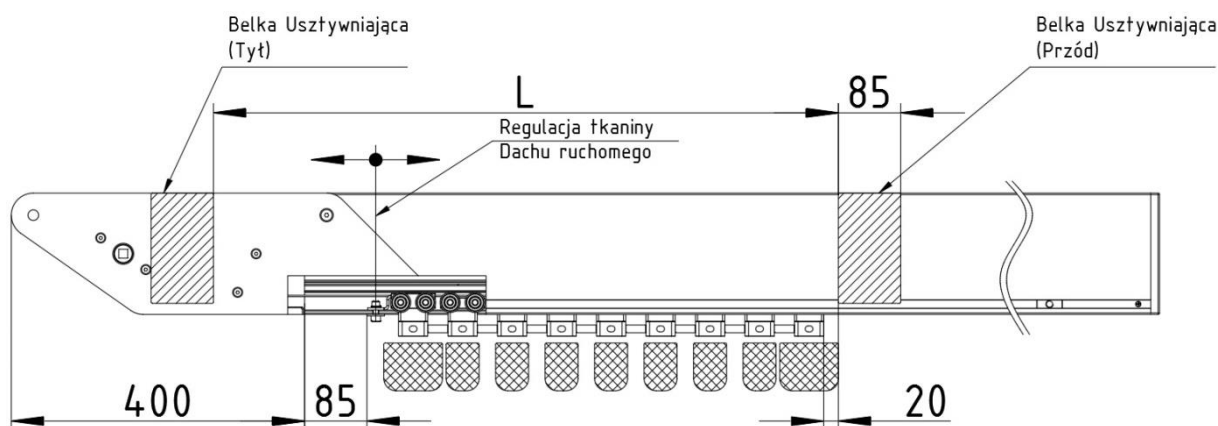 Belka Usztywniająca
(Tył)
Belka Usztywniająca
(Przód)
L
85
Regulacja tkaniny
Dachu ruchomego
400
85
20